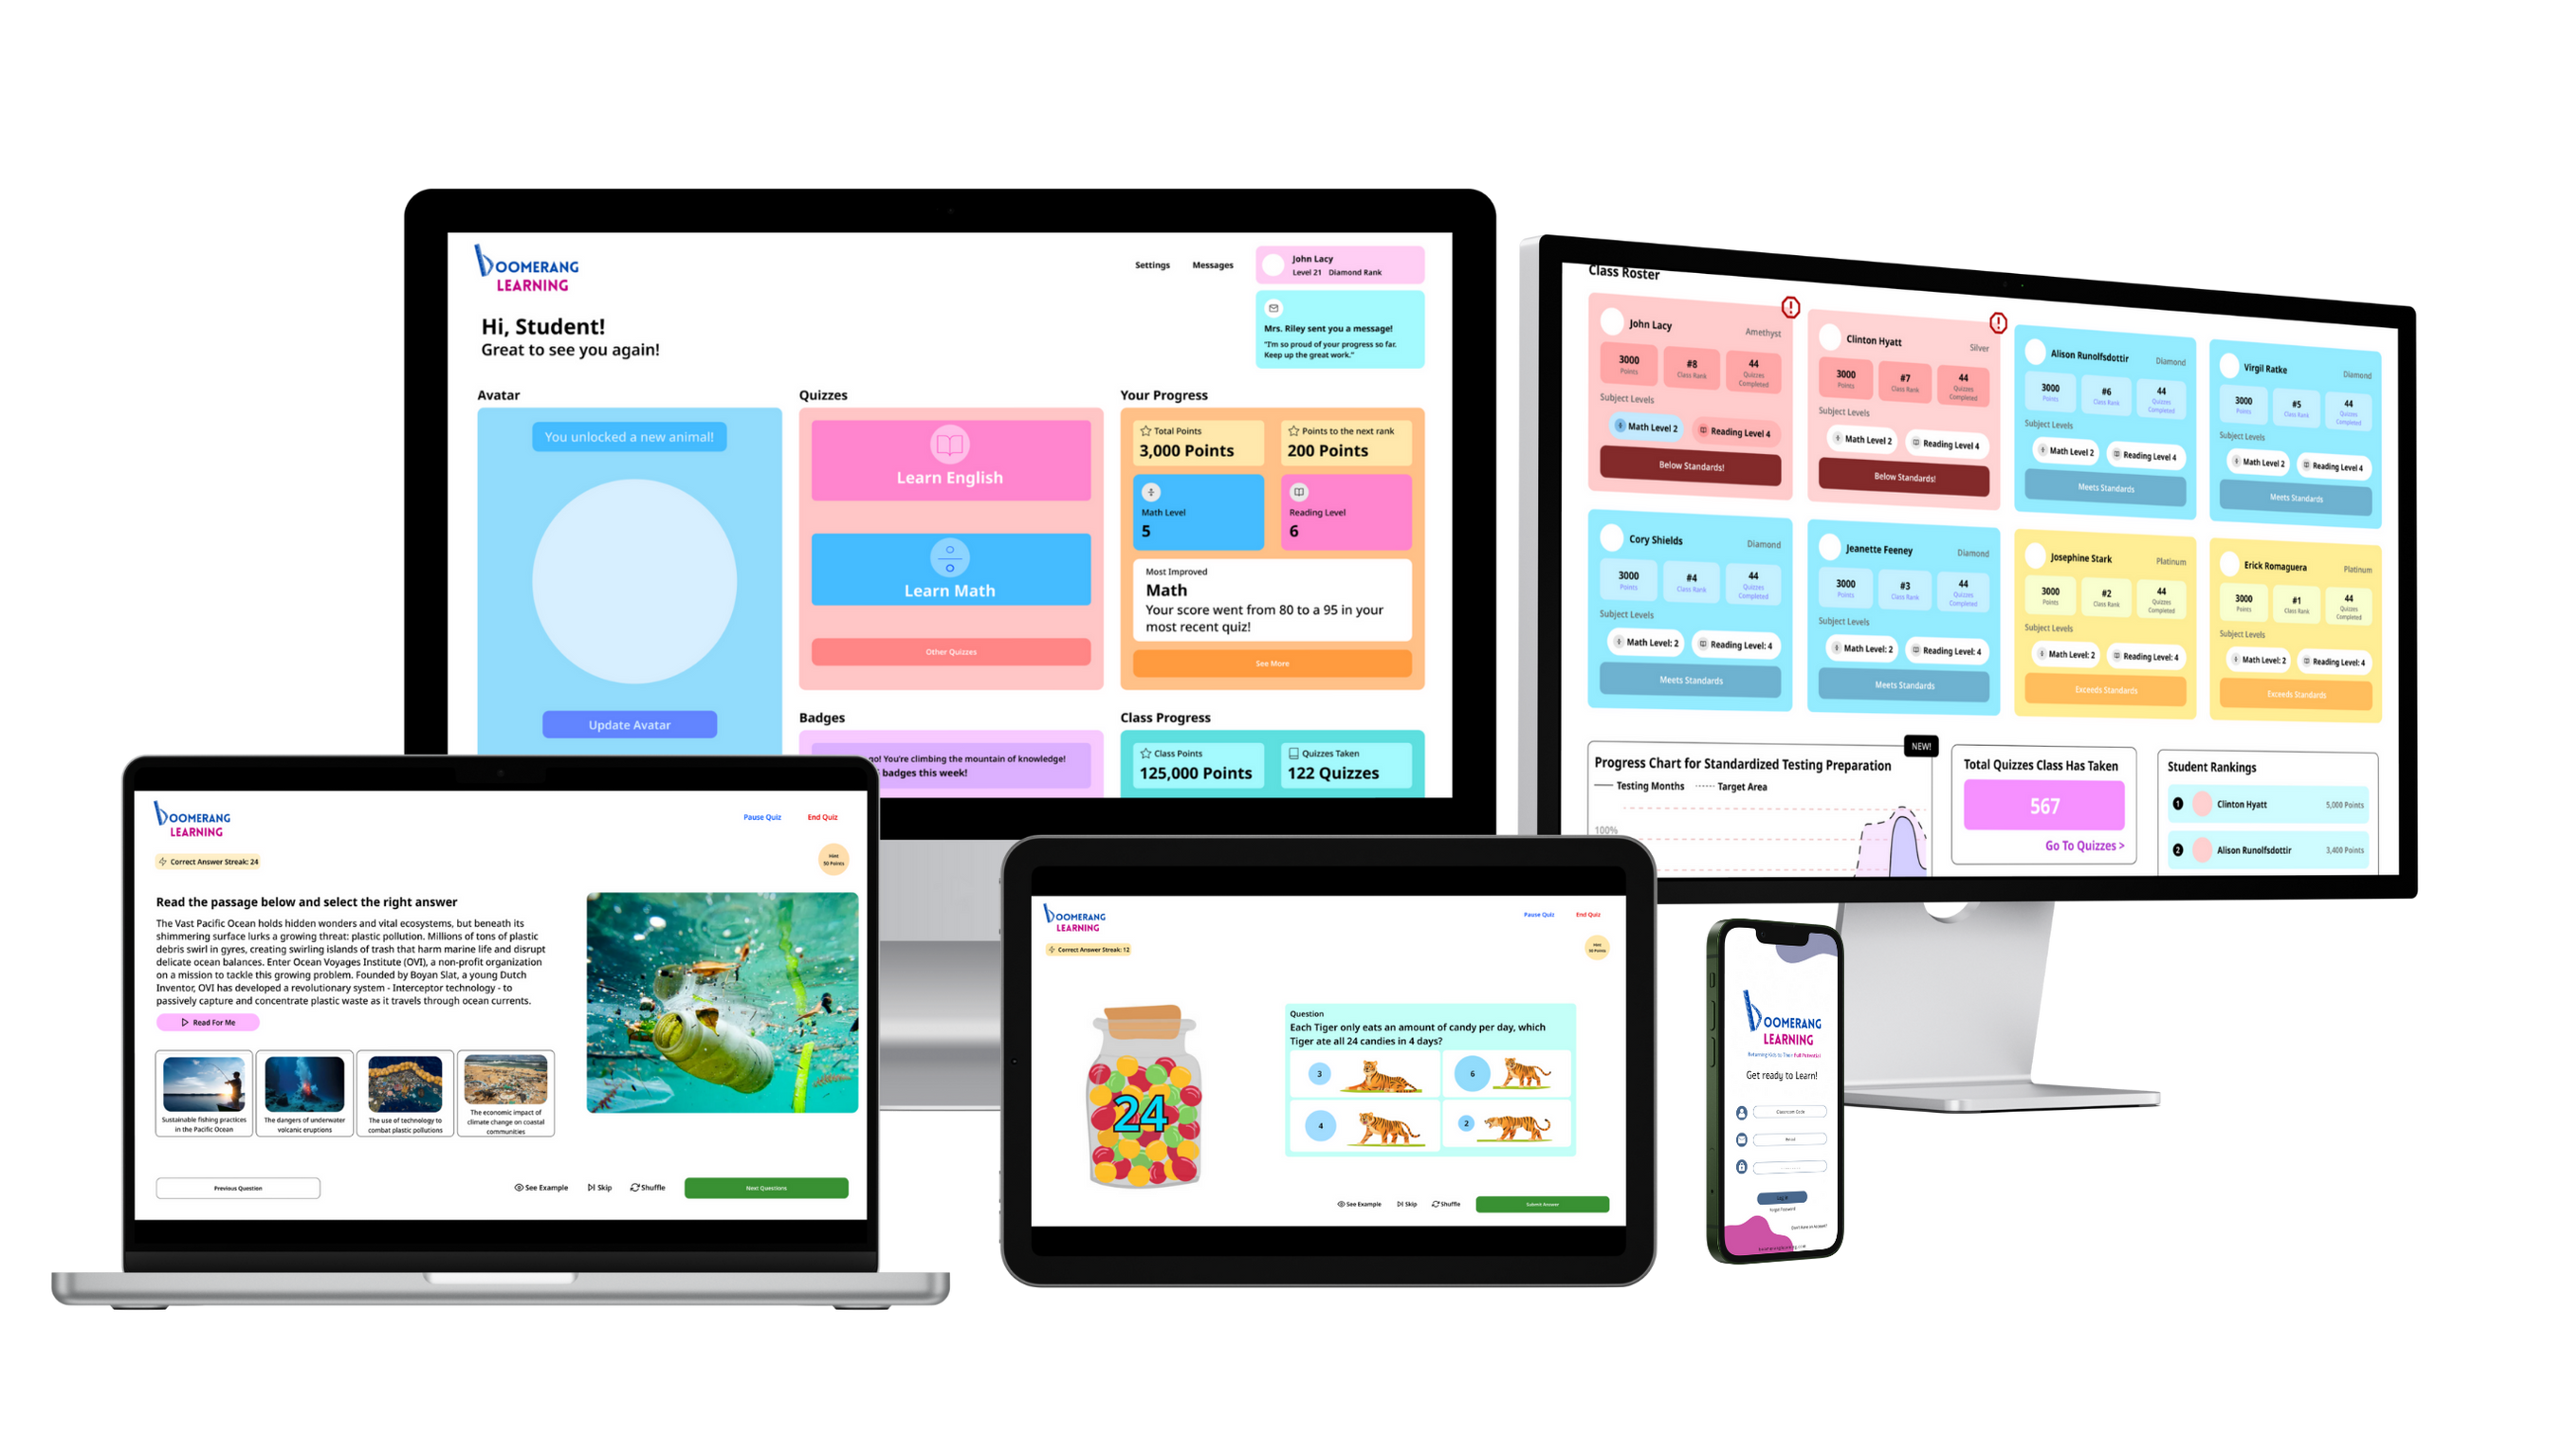 bOOMERANG
LEARNING
Settings
Messages
John Lacy
Level 21 Diamond Rank
Mrs. Riley sent you a message!
"I'm so proud of your progress so far.
Keep up the great work."
Hi, Student!
Great to see you again!
Avatar
You unlocked a new animal!
Update Avatar
Quizzes
Learn English
Learn Math
Other Quizzes
Your Progress
Total Points
3,000 Points
Points to the next rank
200 Points
Math Level
5
Reading Level
6
Most Improved
Math
Your score went from 80 to a 95 in your
most recent quiz!
See More
Badges
go! You're climbing the mountain of knowledge!
badges this week!
Class Progress
Class Points
125,000 Points
Quizzes Taken
122 Quizzes
Class Roster
John Lacy
Amethyst
3000
Points
#8
Class Rank
44
Quizzes
Completed
Subject Levels
Math Level 2
Reading Level 4
Below Standards!
Clinton Hyatt
Silver
3000
Points
#7
Class Rank
44
Quizzes
Completed
Subject Levels
Math Level 2
Reading Level 4
Below Standards!
Alison Runolfsdottir
Diamond
3000
Points
#6
Class Rank
44
Quizzes
Completed
Subject Levels
Math Level 2
Reading Level 4
Meets Standards
Virgil Ratke
Diamond
3000
Points
#5
Class Rank
44
Quizzes
Completed
Subject Levels
Math Level 2
Reading Level 4
Meets Standards
Cory Shields
Diamond
3000
Points
#4
Class Rank
44
Quizzes
Completed
Subject Levels
Math Level: 2
Reading Level: 4
Meets Standards
Jeanette Feeney
Diamond
3000
Points
#3
Class Rank
44
Quizzes
Completed
Subject Levels
Math Level: 2
Reading Level: 4
Meets Standards
Josephine Stark
Platinum
3000
Points
#2
Class Rank
44
Quizzes
Completed
Subject Levels
Math Level: 2
Reading Level: 4
Exceeds Standards
Erick Romaguera
Platinum
3000
Points
#1
Class Rank
44
Quizzes
Completed
Subject Levels
Math Level: 2
Reading Level: 4
Exceeds Standards
NEW!
Progress Chart for Standardized Testing Preparation
Testing Months
Target Area
100%
Total Quizzes Class Has Taken
567
Go To Quizzes >
Student Rankings
1
Clinton Hyatt
5,000 Points
2
Alison Runolfsdottir
3,400 Points
bOOMERANG
LEARNING
Pause Quiz
End Quiz
Correct Answer Streak: 24
Hint
50 Points
Read the passage below and select the right answer
The Vast Pacific Ocean holds hidden wonders and vital ecosystems, but beneath its
shimmering surface lurks a growing threat: plastic pollution. Millions of tons of plastic
debris swirl in gyres, creating swirling islands of trash that harm marine life and disrupt
delicate ocean balances. Enter Ocean Voyages Institute (OVI), a non-profit organization
on a mission to tackle this growing problem. Founded by Boyan Slat, a young Dutch
Inventor, OVI has developed a revolutionary system - Interceptor technology - to
passively capture and concentrate plastic waste as it travels through ocean currents.
Read For Me
Sustainable fishing practices
in the Pacific Ocean
The dangers of underwater
volcanic eruptions
The use of technology to
combat plastic pollutions
The economic impact of
climate change on coastal
communities
Previous Question
See Example
Skip
Shuffle
Next Questions
bOOMERANG
LEARNING
Pause Quiz
End Quiz
Correct Answer Streak: 12
Hint
50 Points
24
Question
Each Tiger only eats an amount of candy per day, which
Tiger ate all 24 candies in 4 days?
3
6
4
2
See Example
Skip
Shuffle
Submit Answer
bOOMERANG
LEARNING
Returning Kids to Their Full Potential
Get ready to Learn!
Classroom Code
Log In
Forgot Password?
Don't Have an Account?